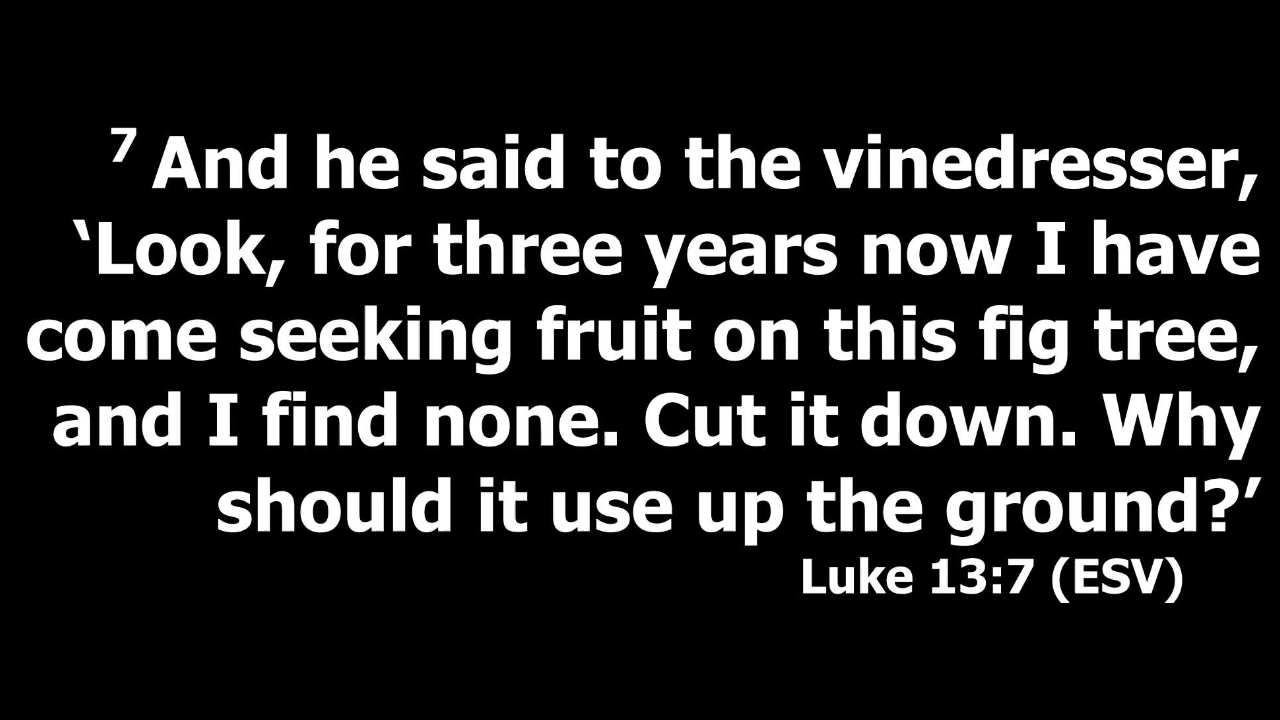 7 And he said to the vinedresser,
‘Look, for three years now I have
come seeking fruit on this fig tree,
and I find none. Cut it down. Why
should it use up the ground?’
Luke 13:7 (ESV)